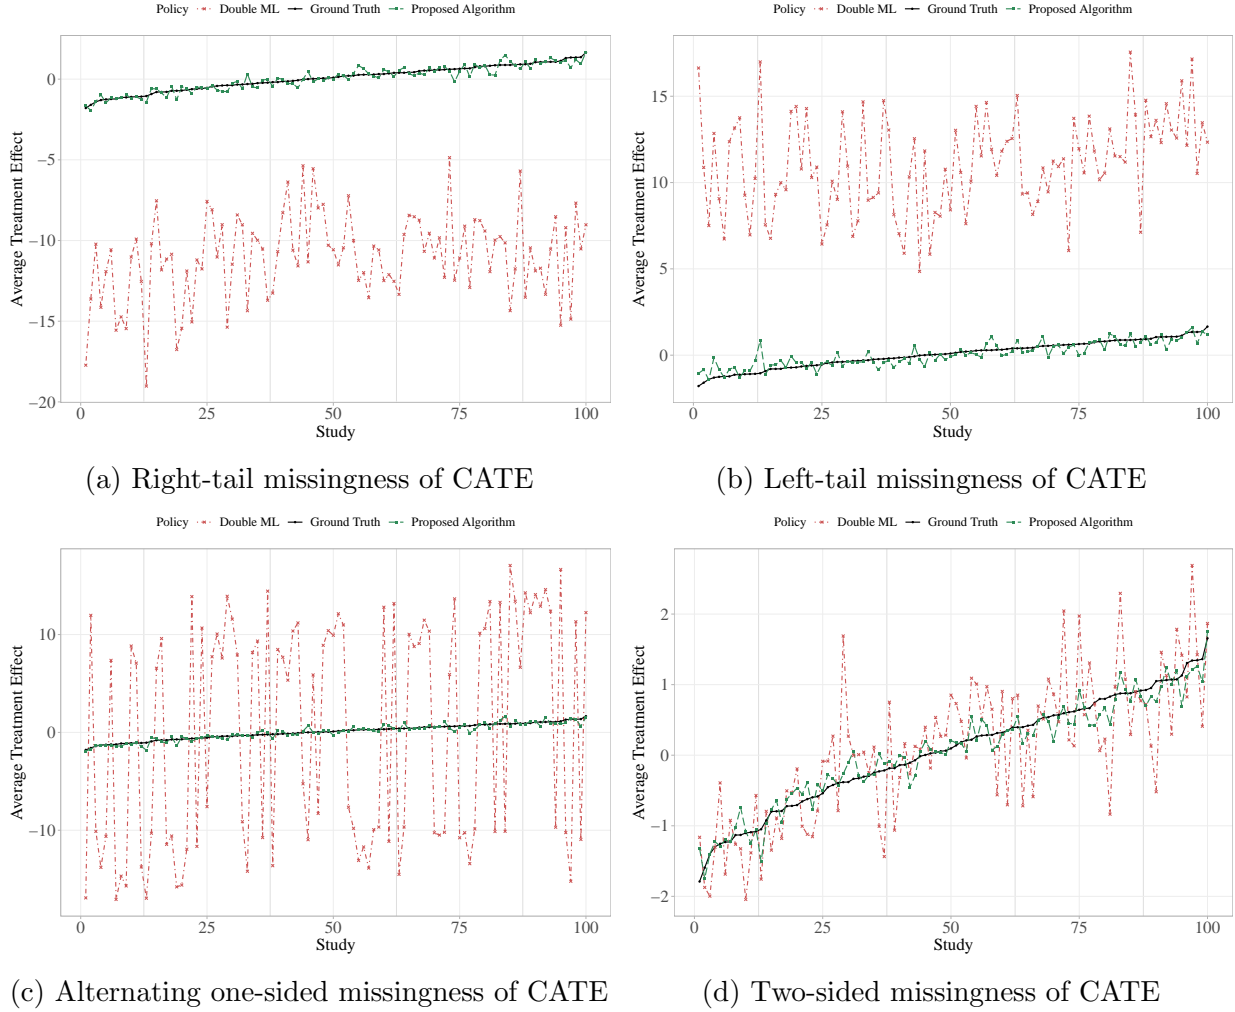 Policy Double ML Ground Truth Proposed Algorithm
Average Treatment Effect
0
−5
−10
−15
−20
0 25 50 75 100
Study
(a) Right-tail missingness of CATE
Policy Double ML Ground Truth Proposed Algorithm
Average Treatment Effect
15
10
5
0
0 25 50 75 100
Study
(b) Left-tail missingness of CATE
Policy Double ML Ground Truth Proposed Algorithm
Average Treatment Effect
10
0
−10
0 25 50 75 100
Study
(c) Alternating one-sided missingness of CATE
Policy Double ML Ground Truth Proposed Algorithm
Average Treatment Effect
2
1
0
−1
−2
0 25 50 75 100
Study
(d) Two-sided missingness of CATE